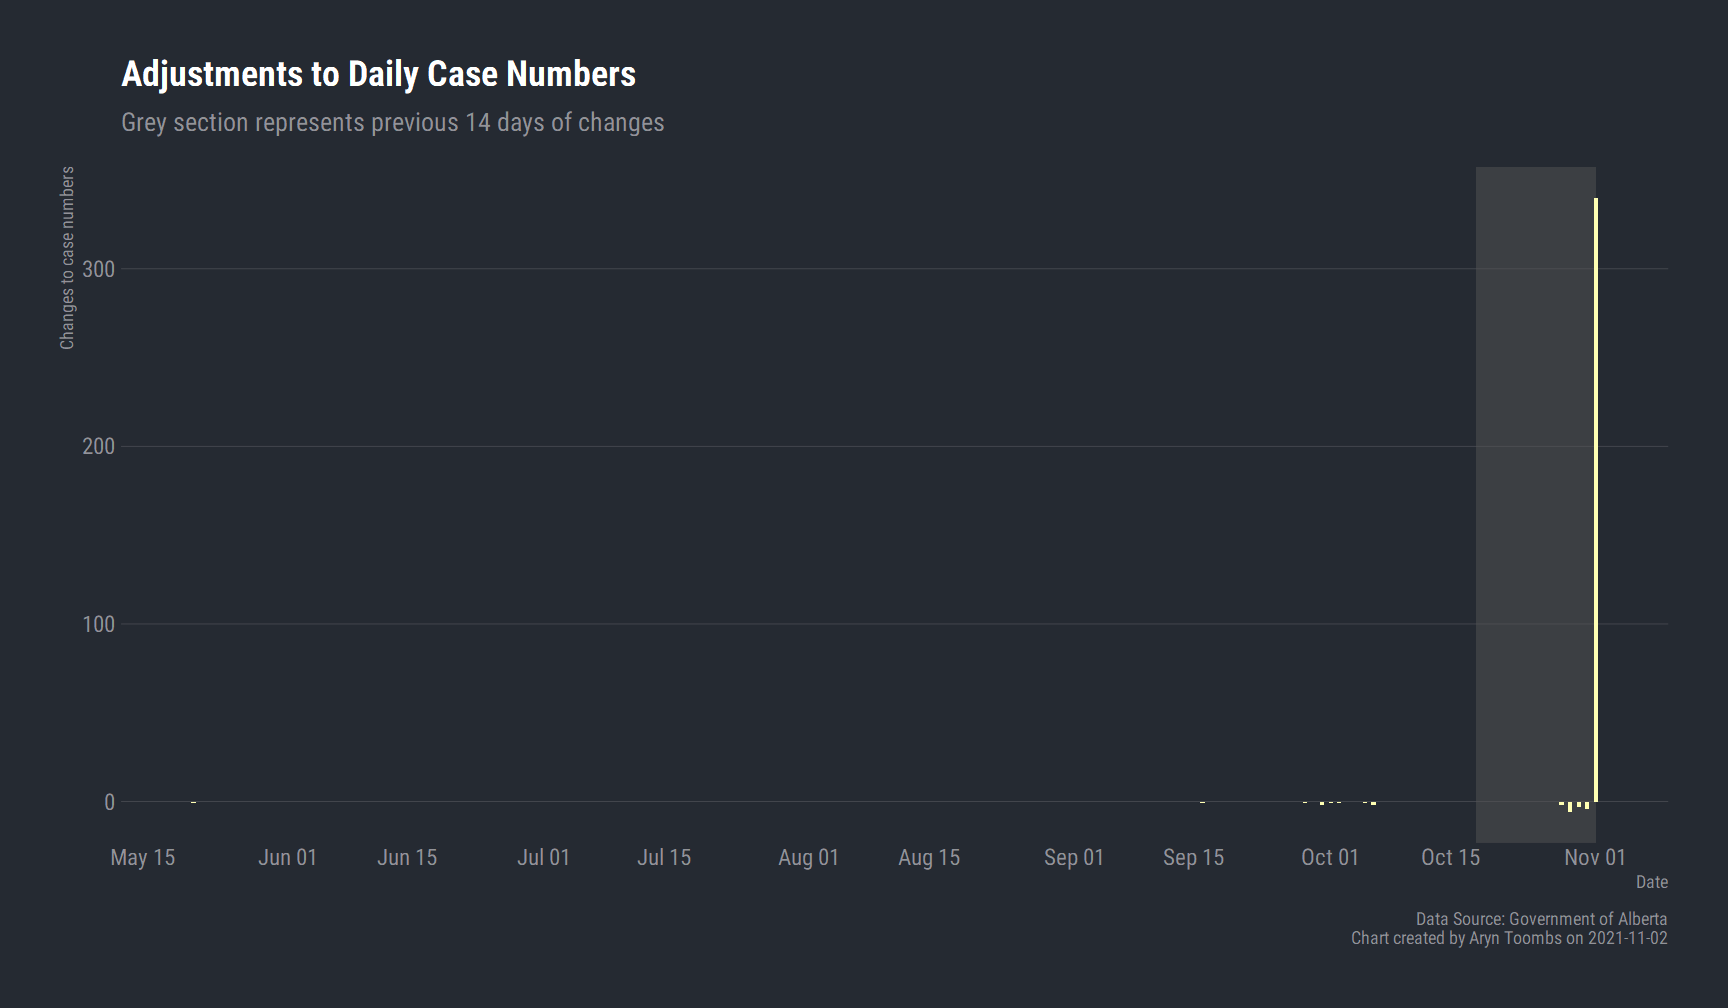 Adjustments to Daily Case Numbers
Grey section represents previous 14 days of changes
Changes to case numbers
300
200
100
0
May 15 Jun 01 Jun 15 Jul 01 Jul 15 Aug 01 Aug 15 Sep 01 Sep 15 Oct 01 Oct 15 Nov 01
Date
Data Source: Government of Alberta
Chart created by Aryn Toombs on 2021-11-02